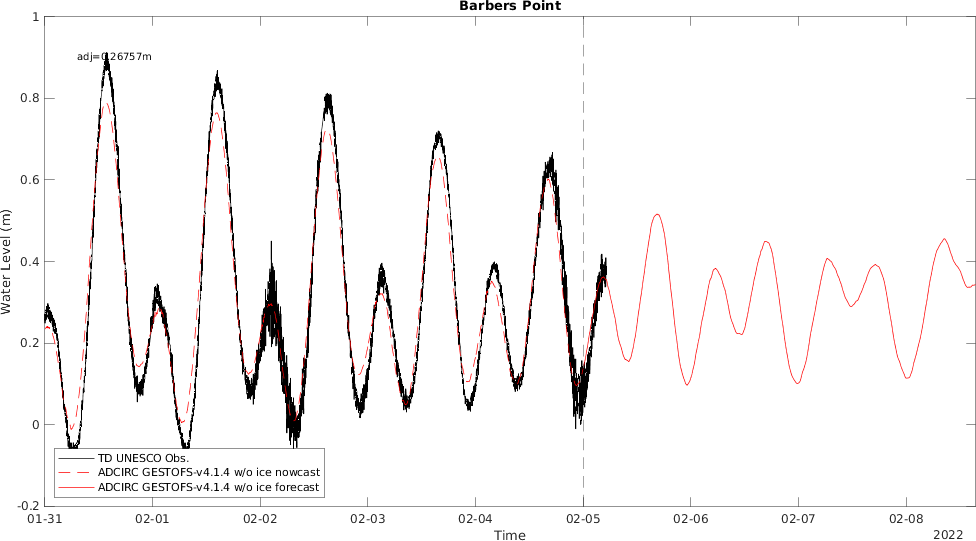 Barbers Point
adj=0.26757m
1
0.8
0.6
0.4
0.2
0
-0.2
Water Level (m)
TD UNESCO Obs.
ADCIRC GESTOFS-v4.1.4 w/o ice nowcast
ADCIRC GESTOFS-v4.1.4 w/o ice forecast
01-31 02-01 02-02 02-03 02-04 02-05 02-06 02-07 02-08
Time
2022